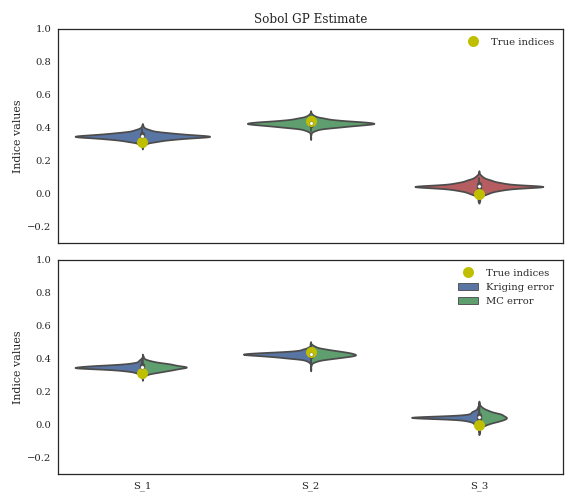 Sobol GP Estimate
1.0
0.8
0.6
0.4
0.2
0.0
−0.2
Indice values
True indices
1.0
0.8
0.6
0.4
0.2
0.0
−0.2
Indice values
True indices
Kriging error
MC error
S_1
S_2
S_3